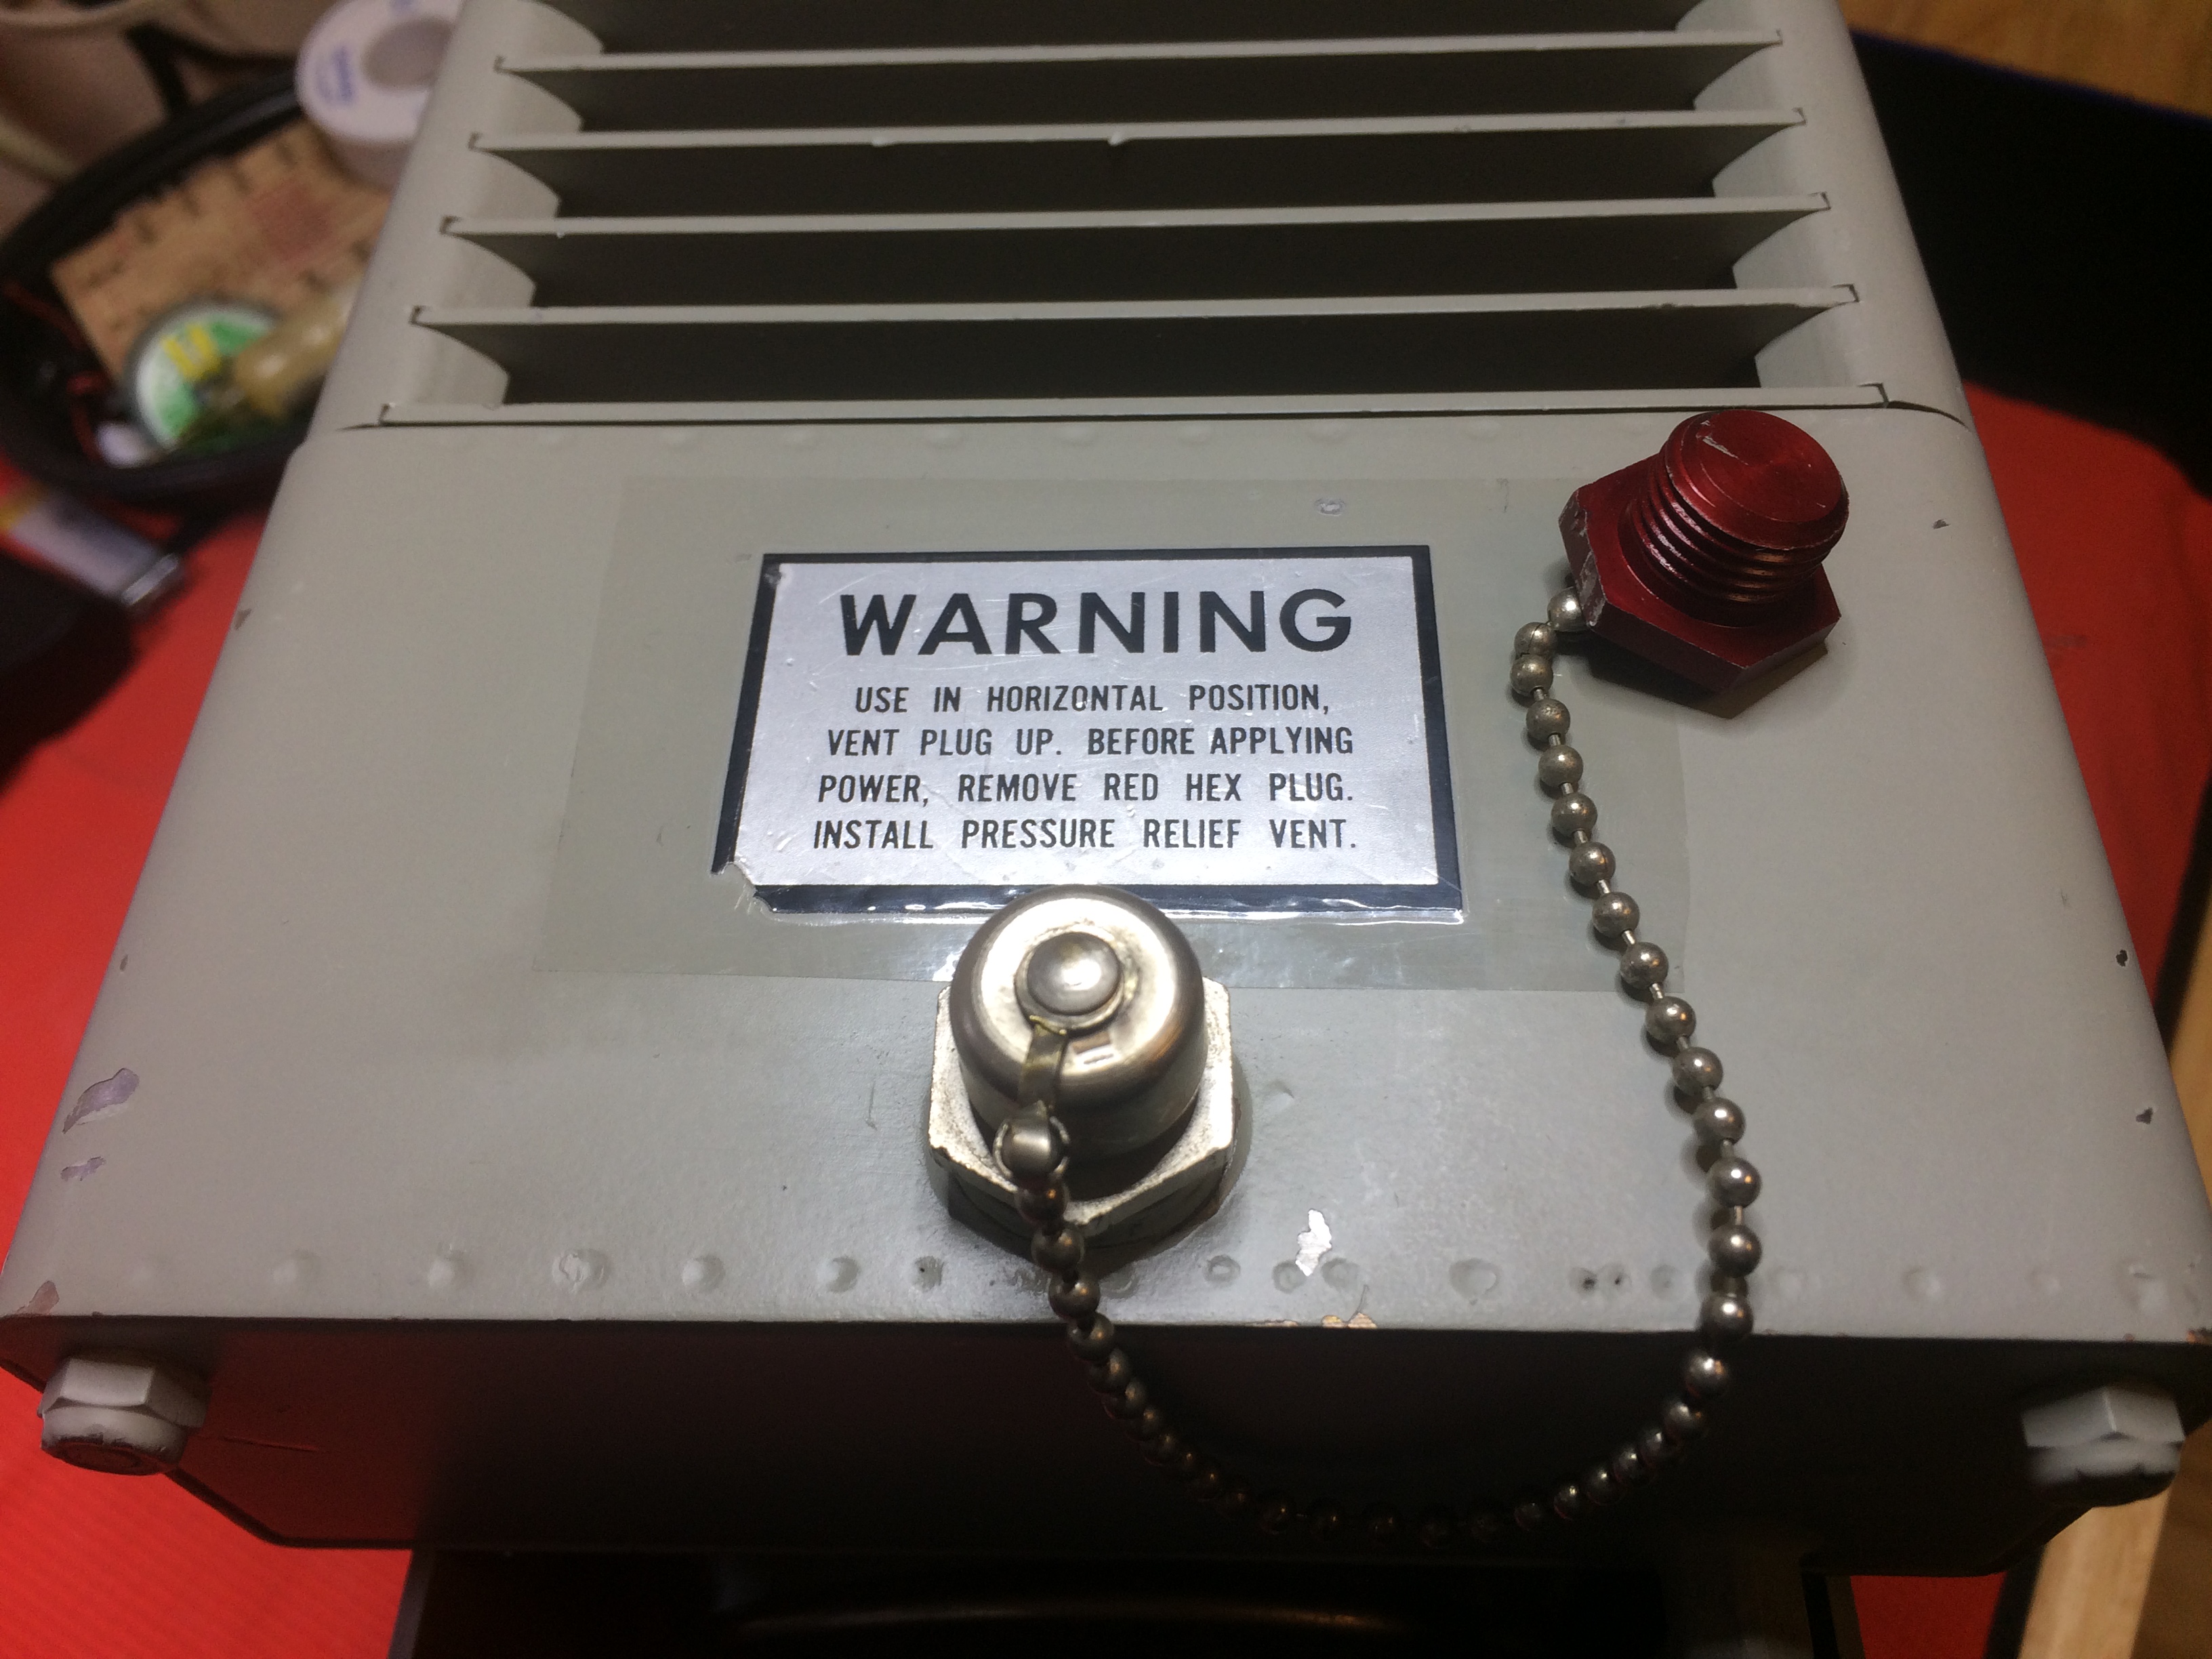 WARNING
USE IN HORIZONTAL POSITION,
VENT PLUG UP. BEFORE APPLYING
POWER, REMOVE RED HEX PLUG.
INSTALL PRESSURE RELIEF VENT.